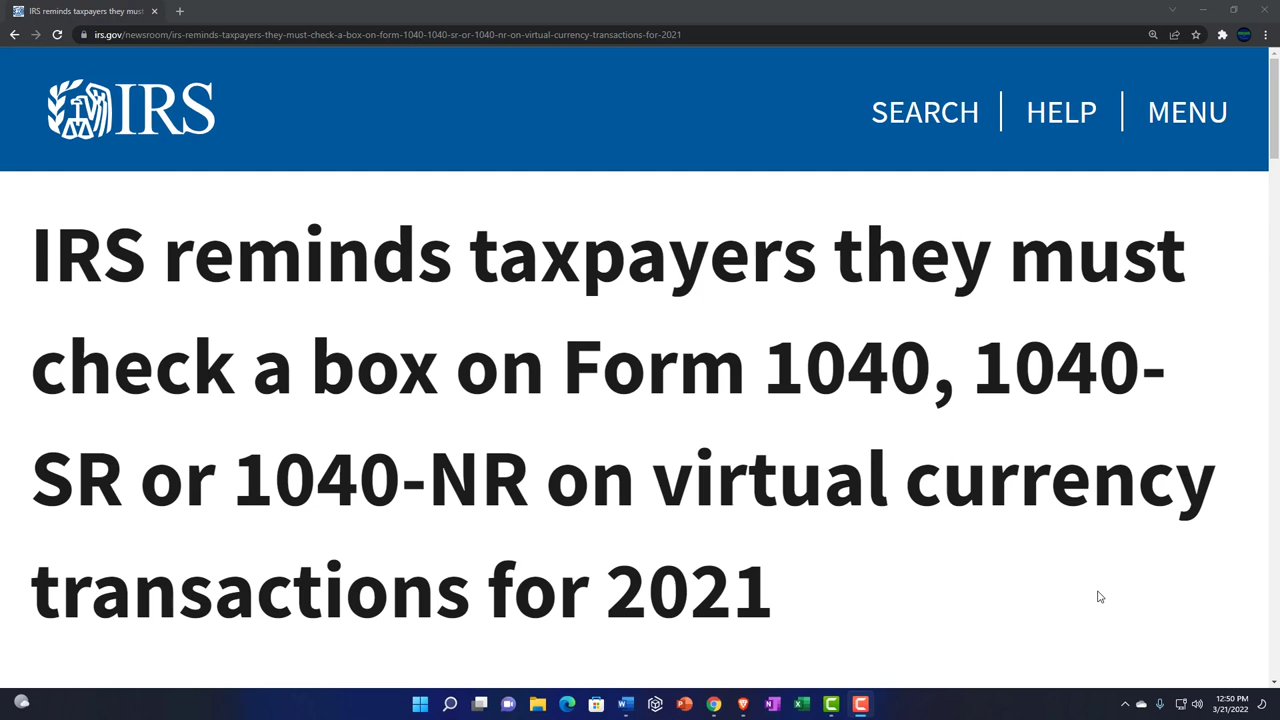 IRS reminds taxpayers they must
irs.gov/newsroom/irs-reminds-taxpayers-they-must-check-a-box-on-form-1040-1040-sr-or-1040-nr-on-virtual-currency-transactions-for-2021
IRS
SEARCH
HELP
MENU
IRS reminds taxpayers they must
check a box on Form 1040, 1040-
SR or 1040-NR on virtual currency
transactions for 2021
12:50 PM
3/21/2022